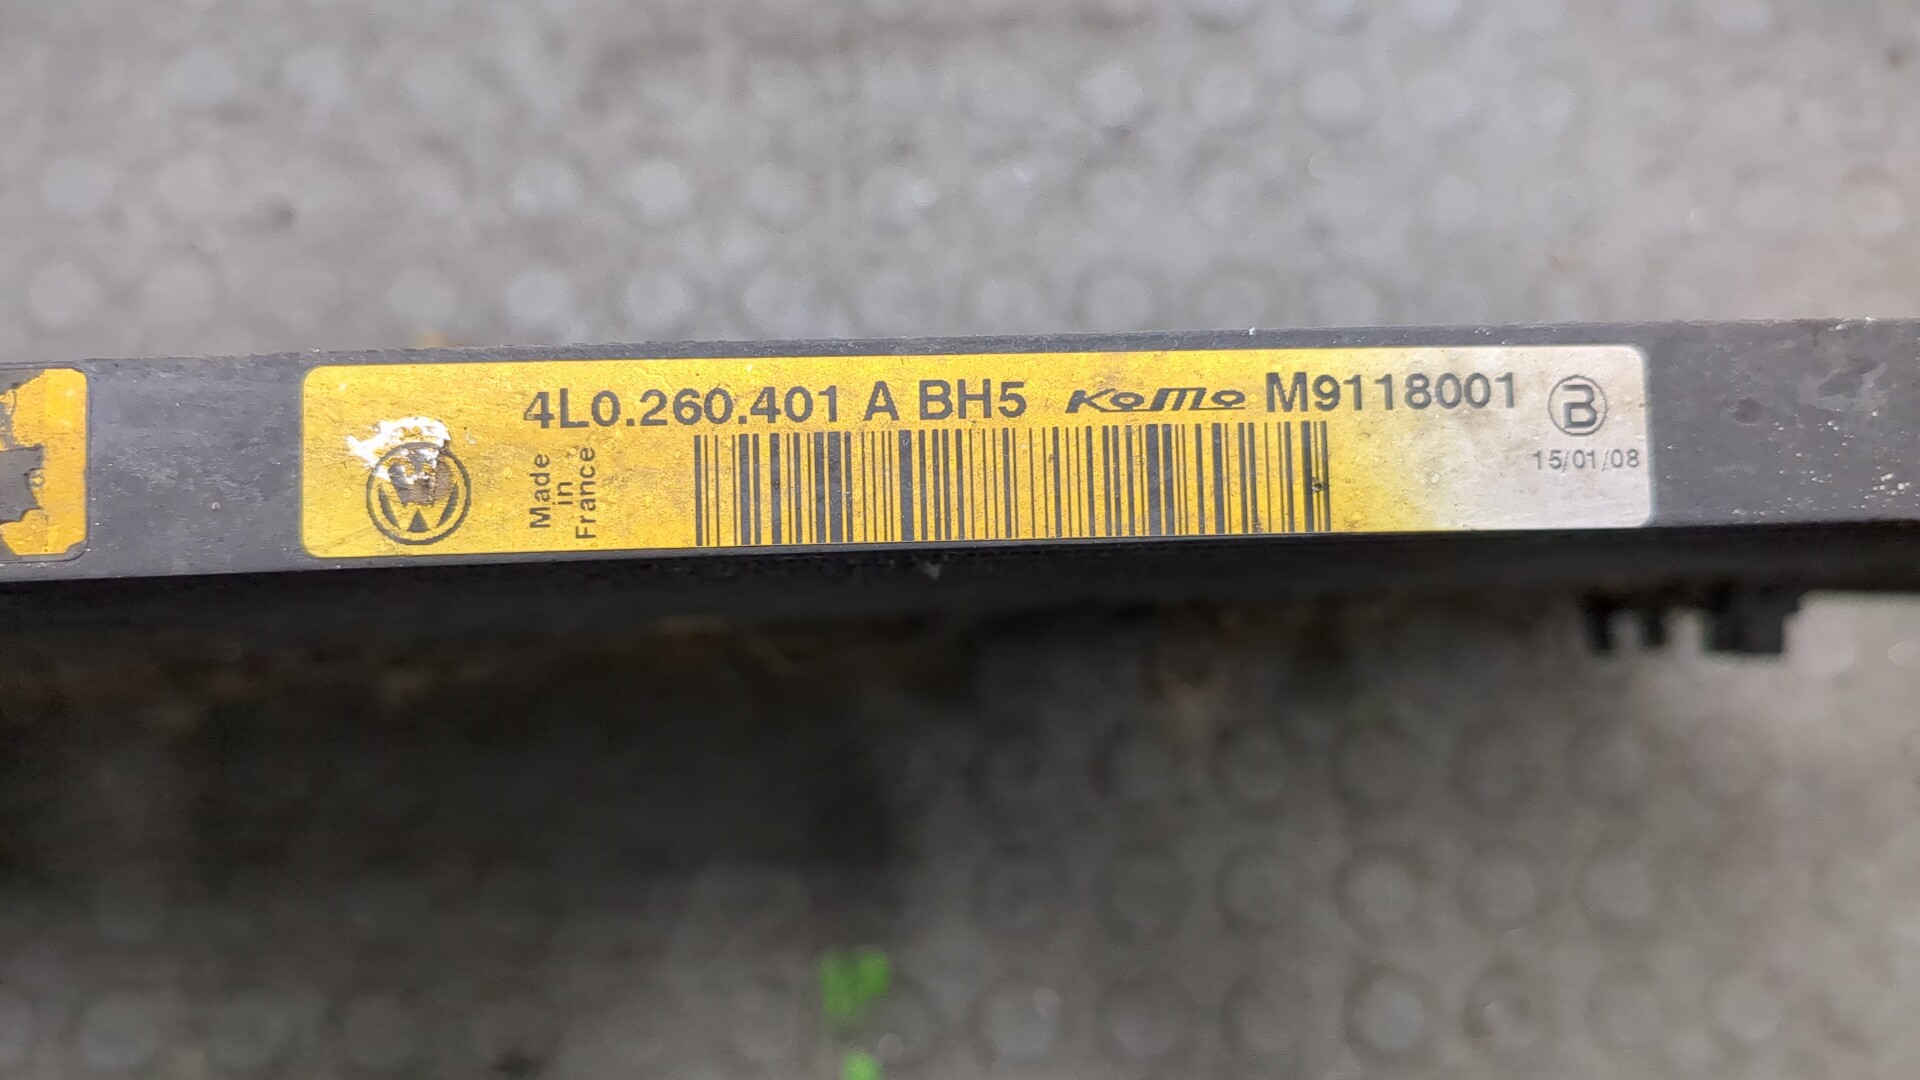 4L0.260.401 A BH5 KoMo M9118001 B
Made
in
France
15/01/08